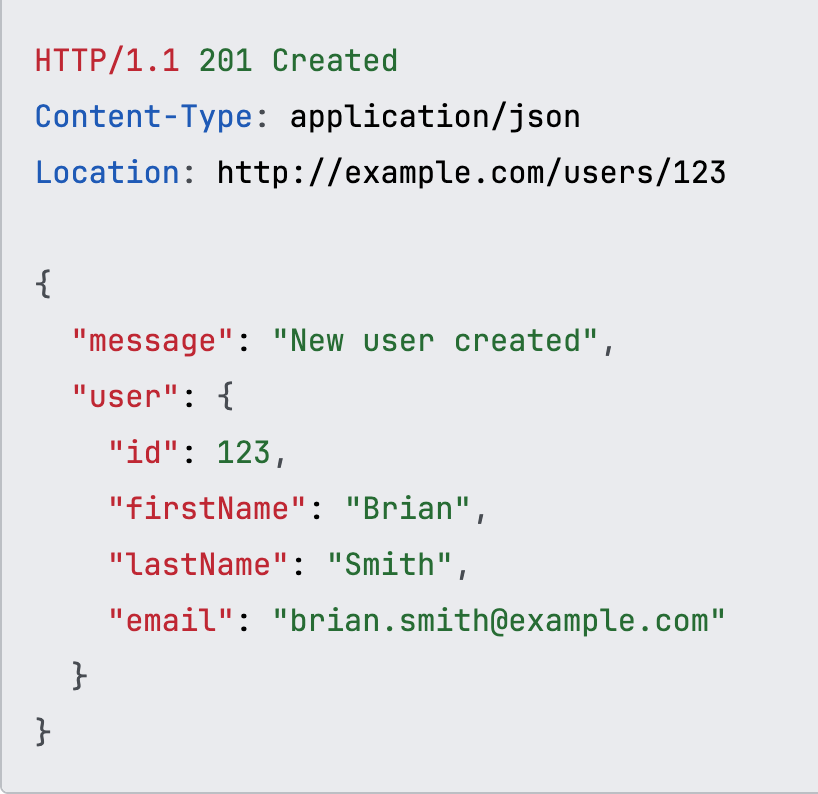 HTTP/1.1 201 Created
Content-Type: application/json
Location: http://example.com/users/123

{
  "message": "New user created",
  "user": {
    "id": 123,
    "firstName": "Brian",
    "lastName": "Smith",
    "email": "brian.smith@example.com"
  }
}